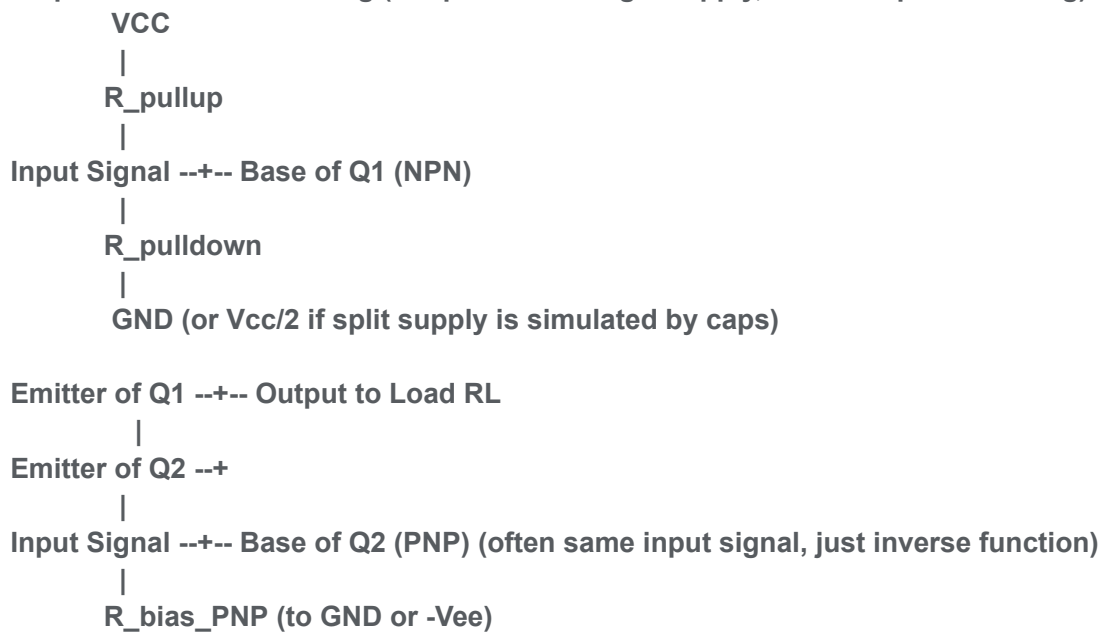 VCC
|
R_pullup
|
Input Signal --+-- Base of Q1 (NPN)
|
R_pulldown
|
GND (or Vcc/2 if split supply is simulated by caps)
Emitter of Q1 --+-- Output to Load RL
|
Emitter of Q2 --+
|
Input Signal --+-- Base of Q2 (PNP) (often same input signal, just inverse function)
|
R_bias_PNP (to GND or -Vee)